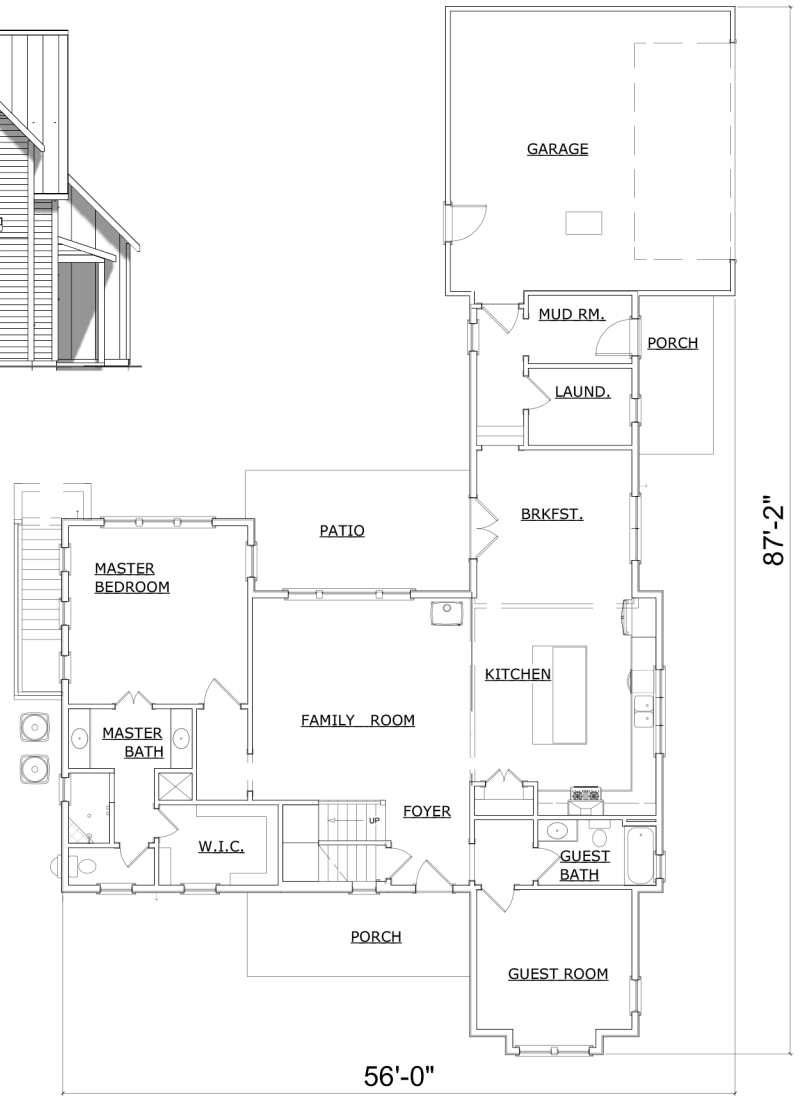 GARAGE
MUD RM.
PORCH
LAUND.
BRKFST.
PATIO
87'-2"
MASTER
BEDROOM
KITCHEN
FAMILY ROOM
MASTER
BATH
FOYER
UP
W.I.C.
GUEST
BATH
PORCH
GUEST ROOM
56'-0"